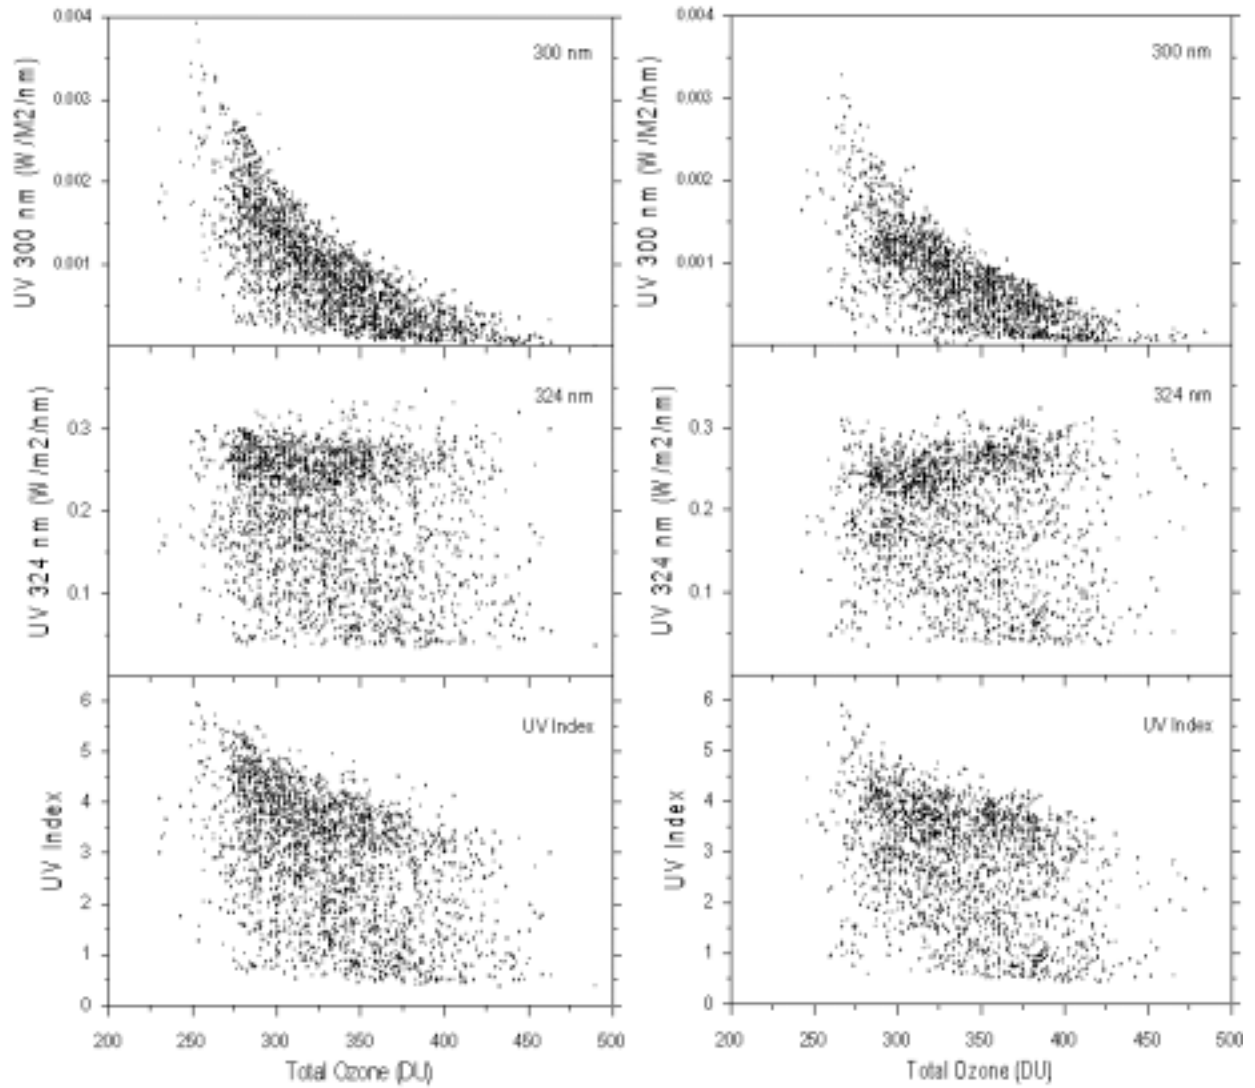 0.004
300 nm
0.003
0.002
0.001
UV 300 nm (W/M2/nm)
324 nm
0.3
0.2
0.1
UV 324 nm (W/m2/nm)
UV Index
6
5
4
3
2
1
0
UV Index
200 250 300 350 400 450 500
Total Ozone (DU)
0.004
300 nm
0.003
0.002
0.001
UV 300 nm (W/M2/nm)
324 nm
0.3
0.2
0.1
UV 324 nm (W/m2/nm)
UV Index
6
5
4
3
2
1
0
UV Index
200 250 300 350 400 450 500
Total Ozone (DU)